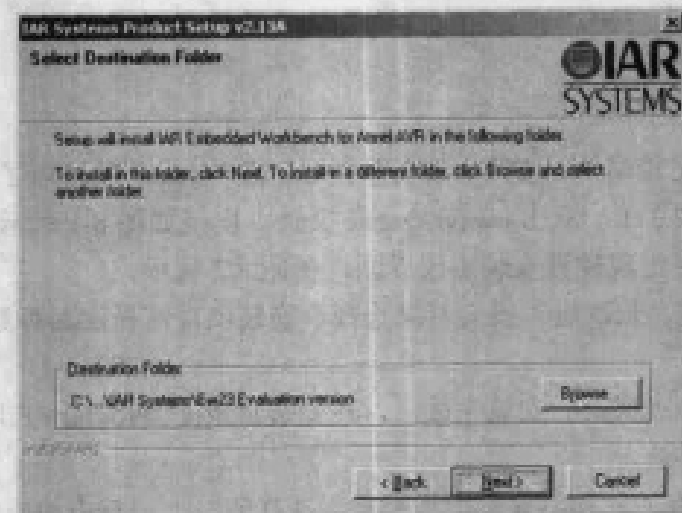 IAR Systems Product Setup v2.13A
Select Destination Folder
IAR
SYSTEMS
Setup will install IAR Embedded Workbench for Atmel AVR in the following folder.
To install in this folder, click Next. To install in a different folder, click Browse and select
another folder.
Destination Folder
C:\...\IAR Systems\Ew23 Evaluation version
Browse
< Back
Next >
Cancel